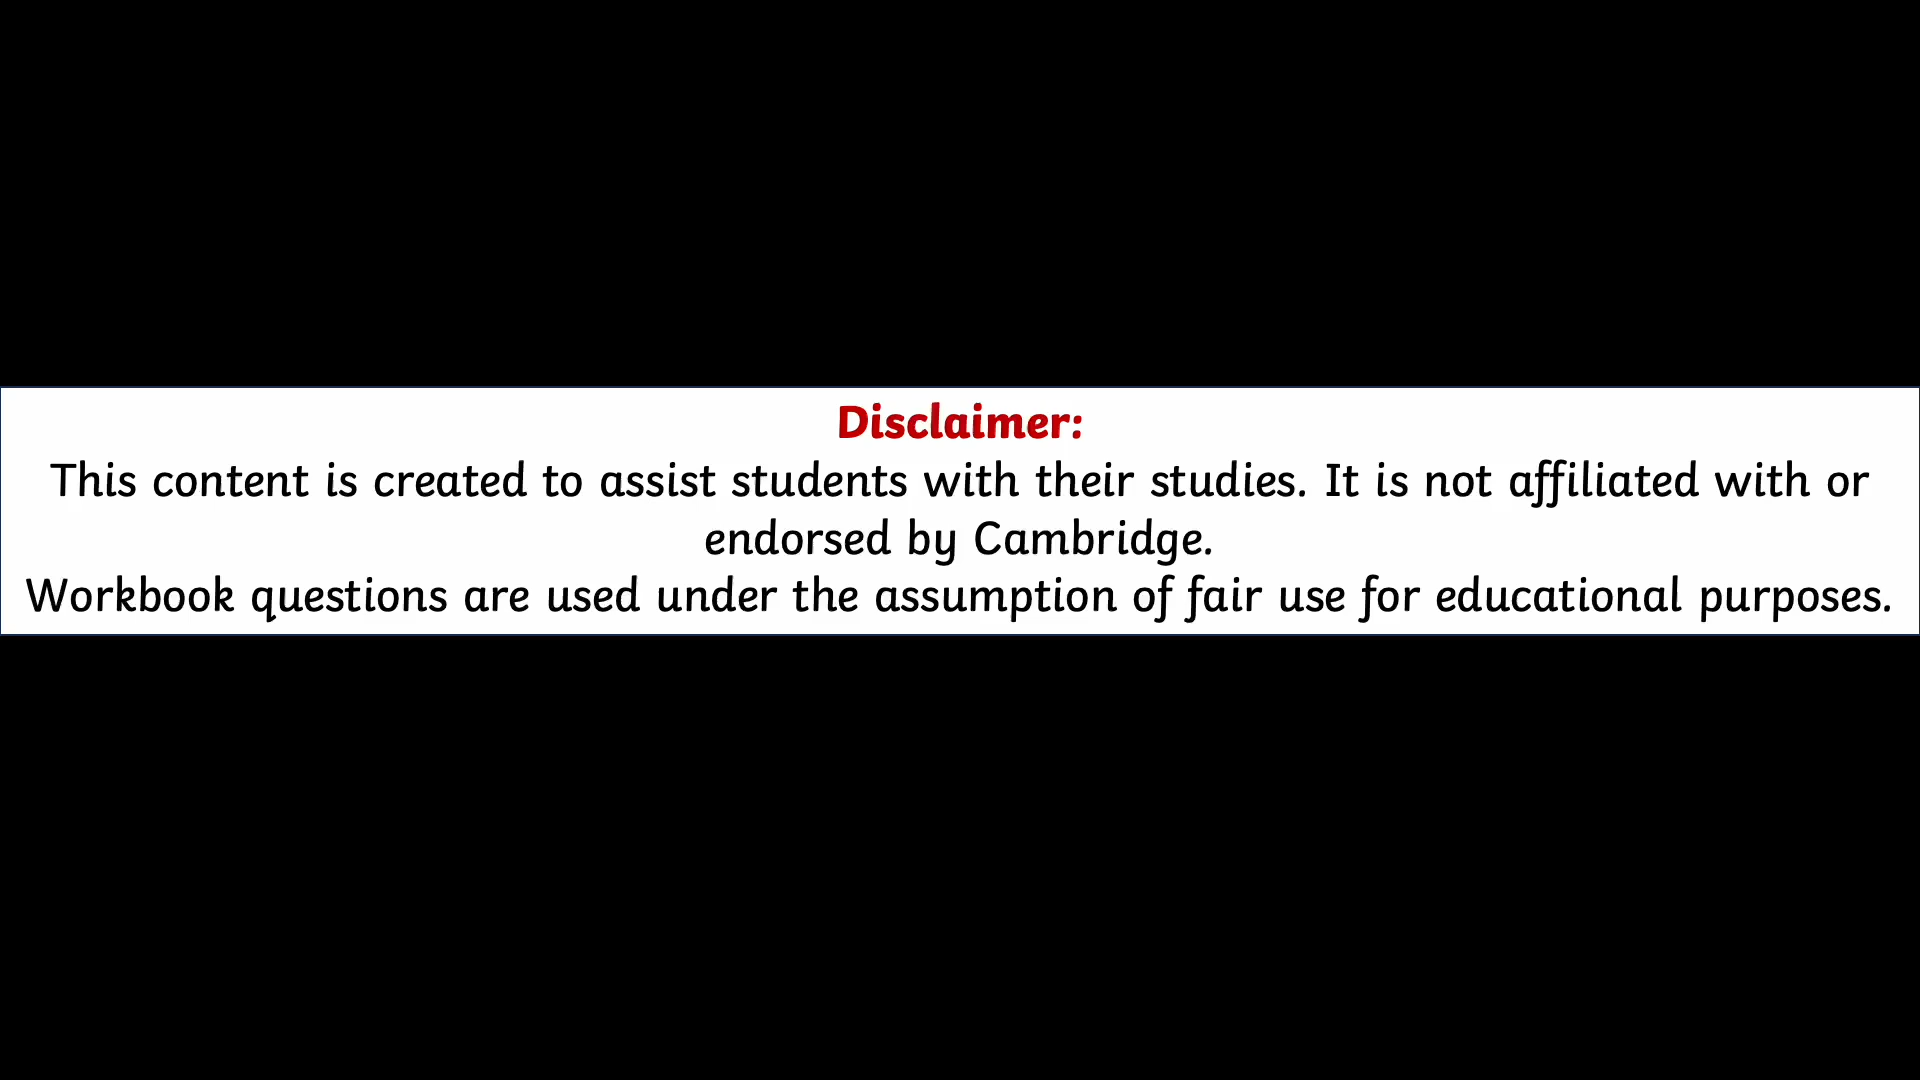 Disclaimer:
This content is created to assist students with their studies. It is not affiliated with or
endorsed by Cambridge.
Workbook questions are used under the assumption of fair use for educational purposes.